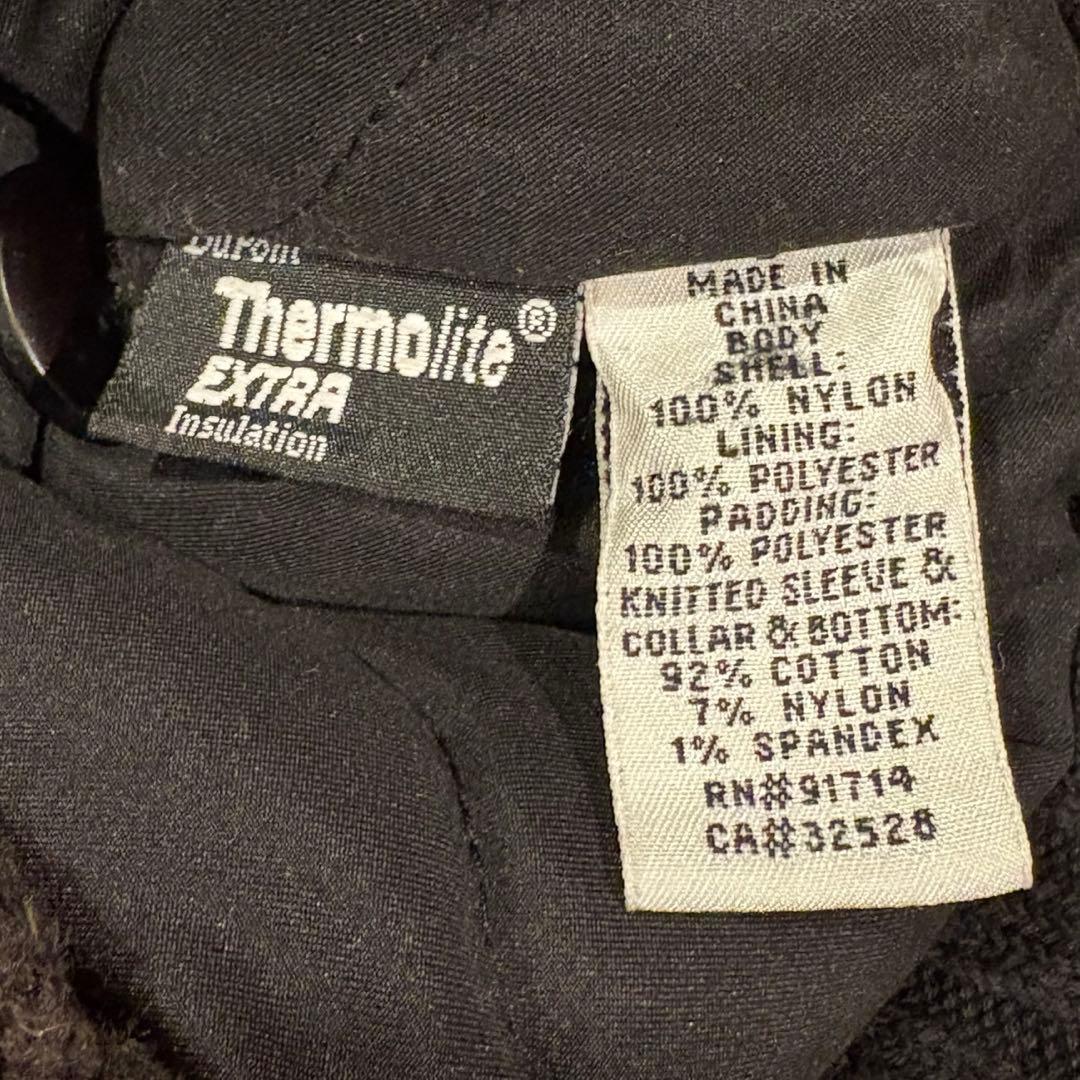 DuPont
Thermolite®
EXTRA
Insulation
MADE IN
CHINA
BODY
SHELL:
100% NYLON
LINING:
100% POLYESTER
PADDING:
100% POLYESTER
KNITTED SLEEVE &
COLLAR & BOTTOM:
92% COTTON
7% NYLON
1% SPANDEX
RN#91714
CA#32528